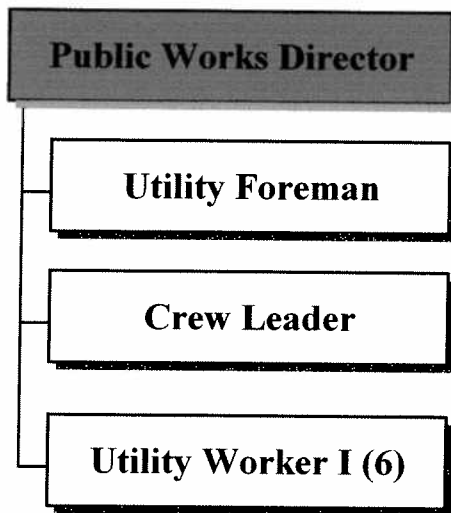 Public Works Director
Utility Foreman
Crew Leader
Utility Worker I (6)